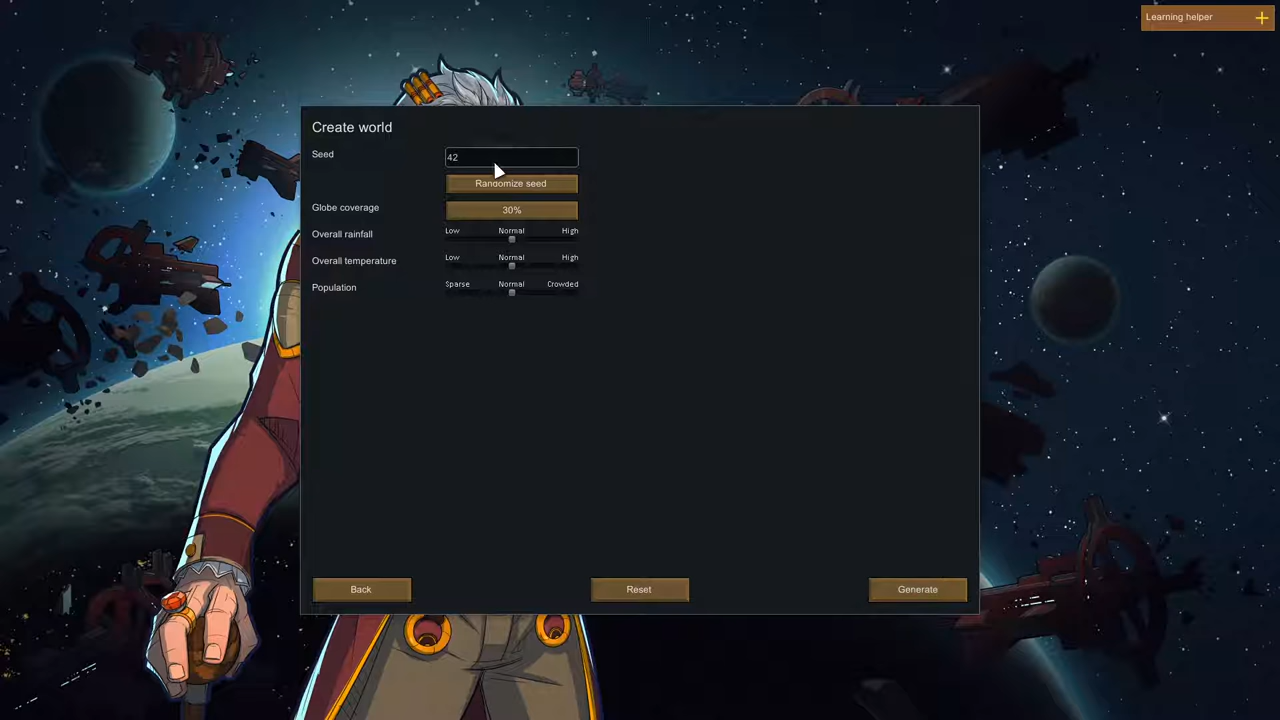 Learning helper
Create world
Seed
42
Randomize seed
Globe coverage
30%
Overall rainfall
Low Normal High
Overall temperature
Low Normal High
Population
Sparse Normal Crowded
Back Reset Generate